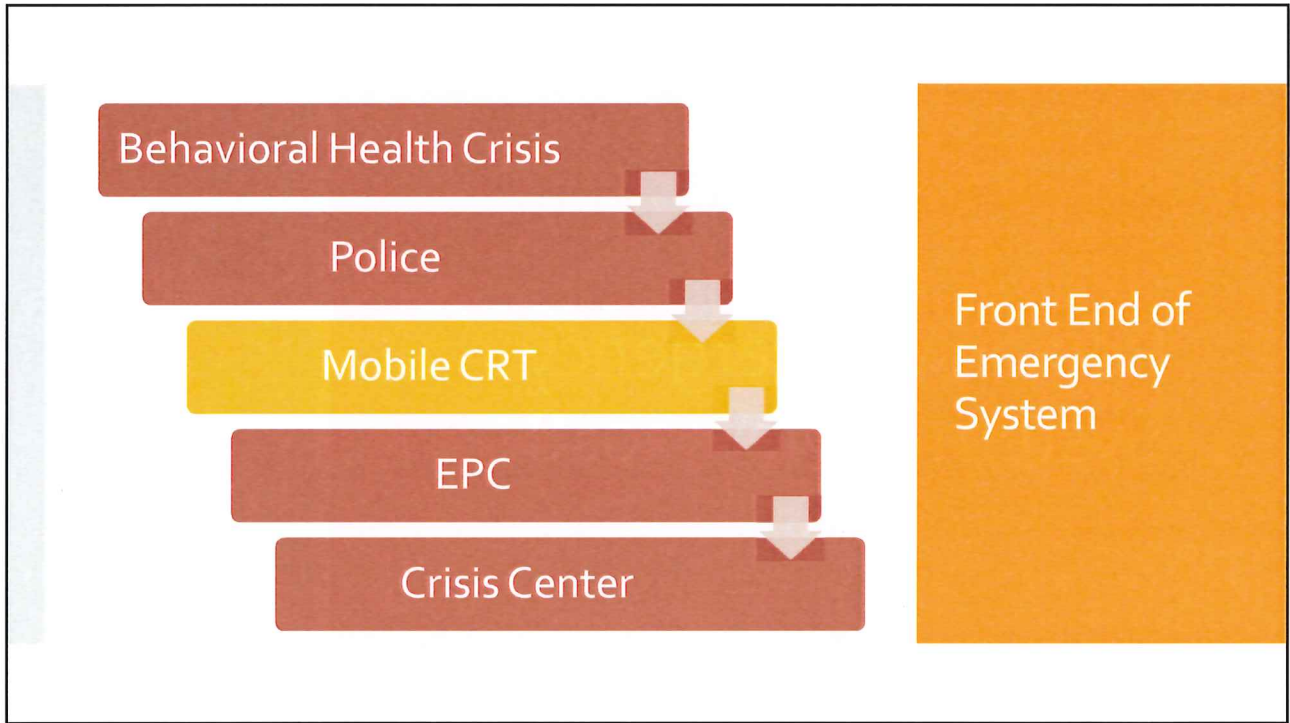 Behavioral Health Crisis
Police
Mobile CRT
EPC
Crisis Center
Front End of
Emergency
System